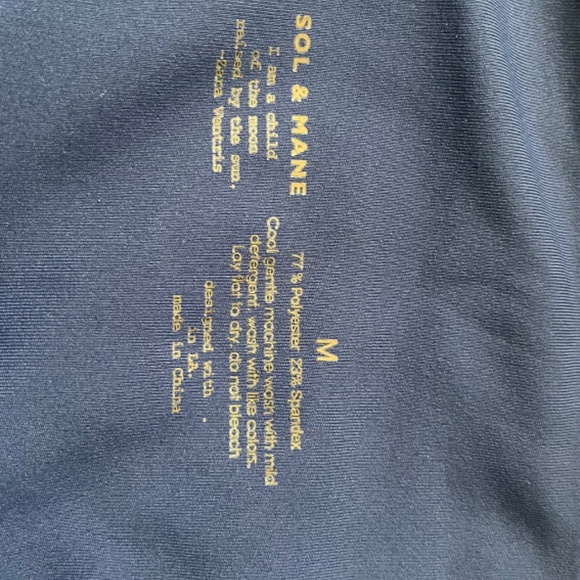 SOL & MANE
I am a child
of the moon
raised by the sun.
Ventris
M
77 % Polyester 23% Spandex
Cool gentle machine wash with mild
detergent, wash with like colors.
Lay flat to dry, do not bleach
designed with
in LA.
made in China